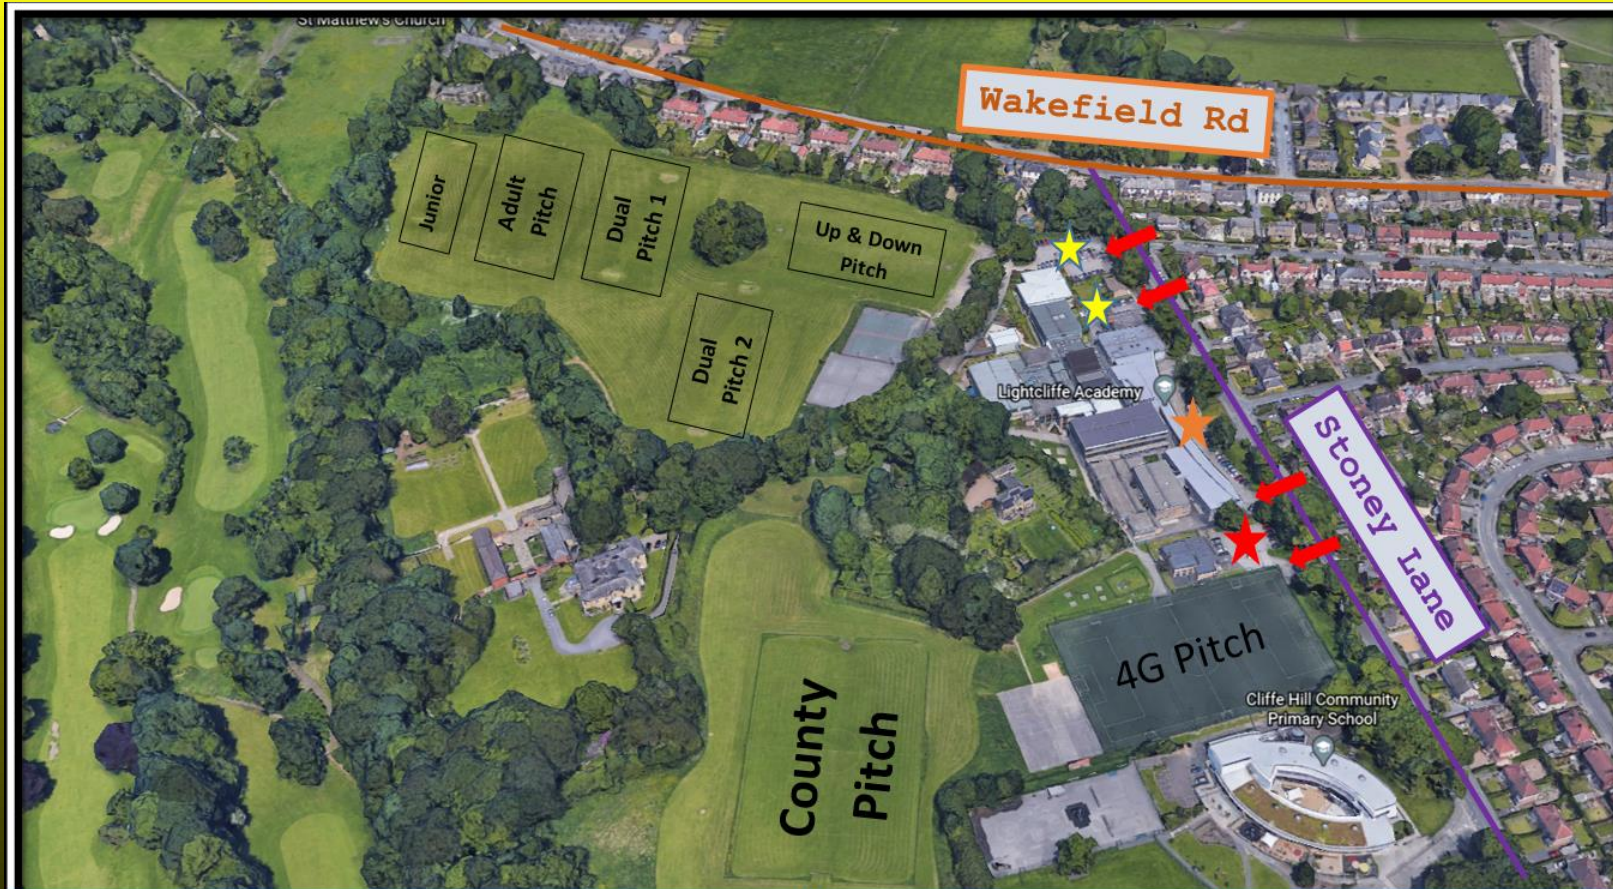 St Matthew's Church
Wakefield Rd
Junior
Adult
Pitch
Dual
Pitch 1
Up & Down
Pitch
Dual
Pitch 2
Lightcliffe Academy
Stoney Lane
4G Pitch
County
Pitch
Cliffe Hill Community
Primary School